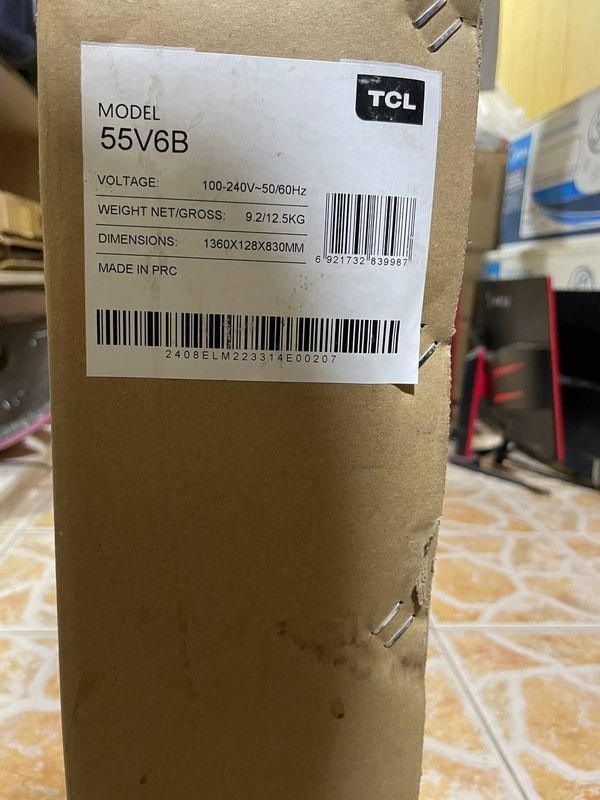 TCL
MODEL
55V6B
VOLTAGE: 100-240V~50/60Hz
WEIGHT NET/GROSS: 9.2/12.5KG
DIMENSIONS: 1360X128X830MM
MADE IN PRC
6 921732 839987
2408ELM223314E00207